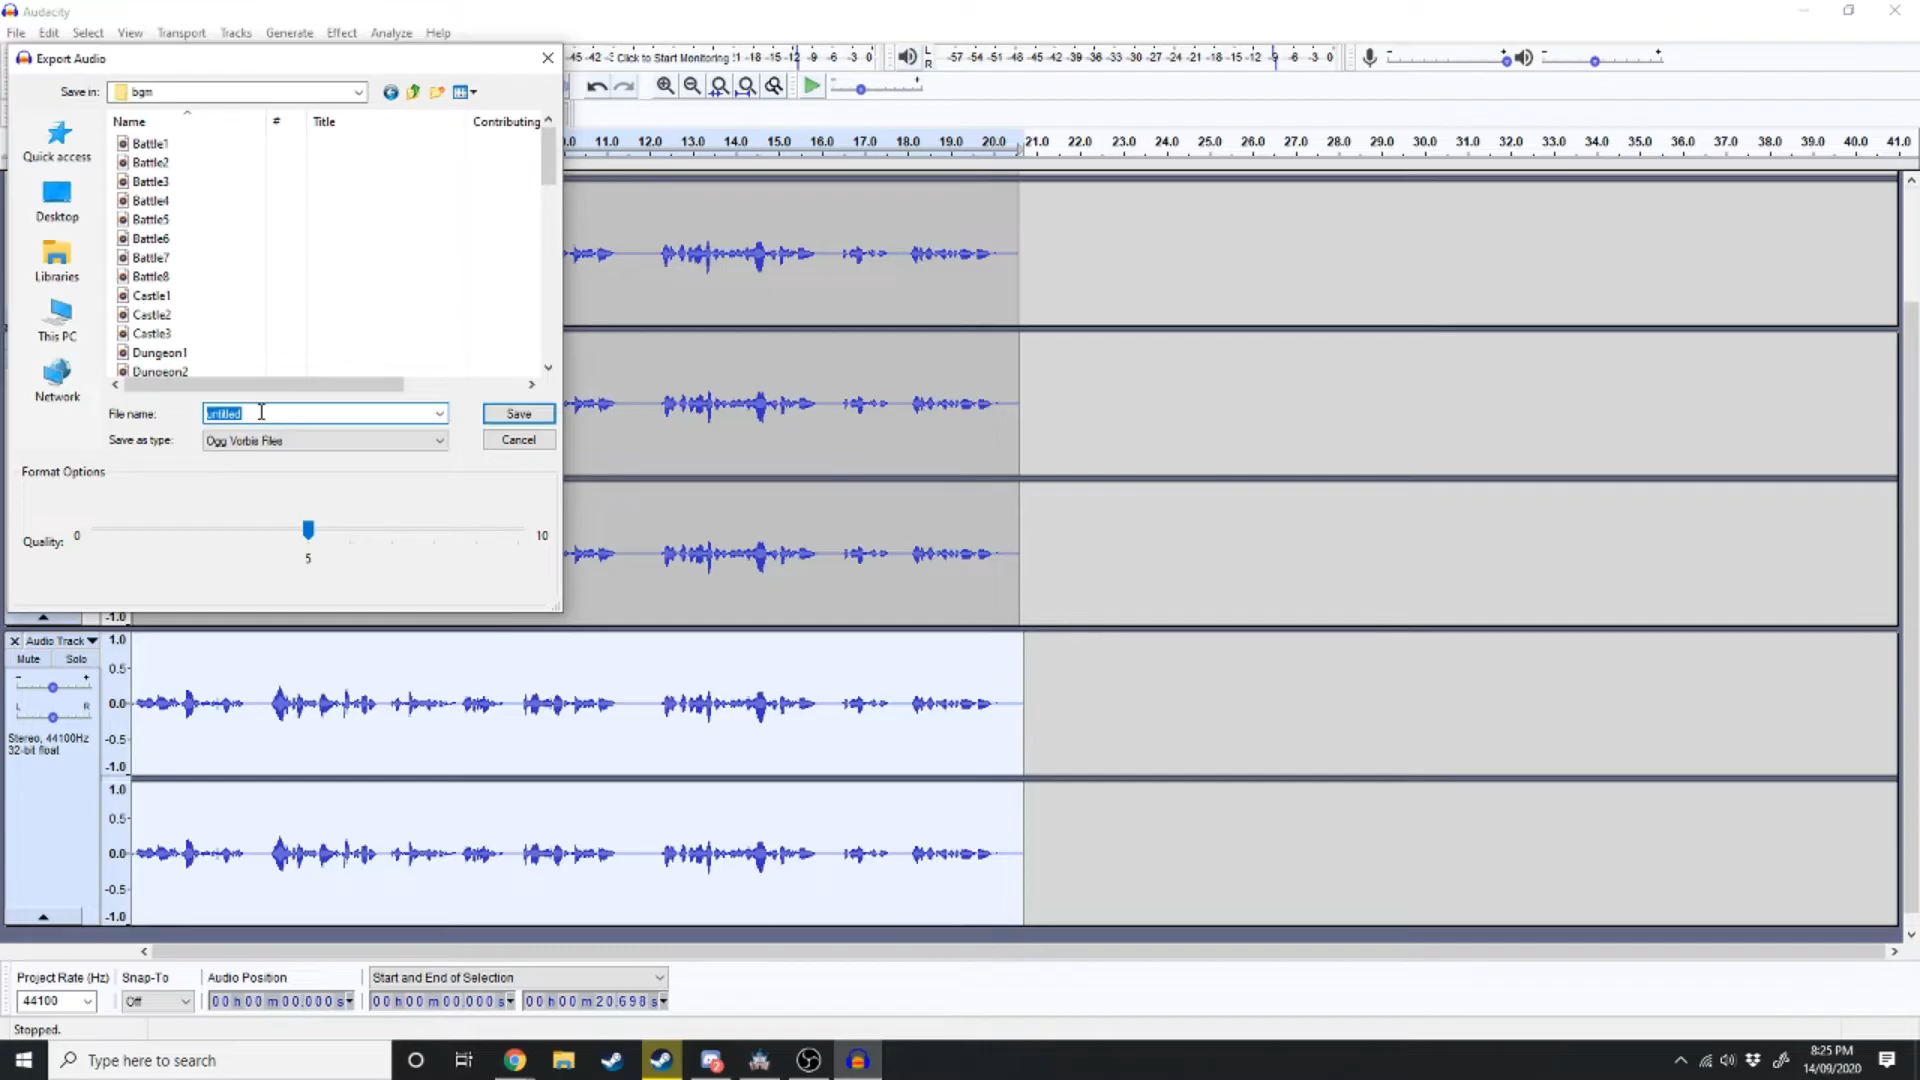 Audacity
File Edit Select View Transport Tracks Generate Effect Analyze Help
Export Audio
Save in: bgm
Name # Title Contributing
Battle1
Battle2
Battle3
Battle4
Battle5
Battle6
Battle7
Battle8
Castle1
Castle2
Castle3
Dungeon1
Dungeon2
Quick access
Desktop
Libraries
This PC
Network
File name: untitled Save
Save as type: Ogg Vorbis Files Cancel
Format Options
Quality: 0 10
5
-45 -42 Click to Start Monitoring -18 -15 -12 -9 -6 -3 0
L
R
-57 -54 -51 -48 -45 -42 -39 -36 -33 -30 -27 -24 -21 -18 -15 -12 -9 -6 -3 0
11.0 12.0 13.0 14.0 15.0 16.0 17.0 18.0 19.0 20.0 21.0 22.0 23.0 24.0 25.0 26.0 27.0 28.0 29.0 30.0 31.0 32.0 33.0 34.0 35.0 36.0 37.0 38.0 39.0 40.0 41.0
-1.0
Audio Track 1.0
Mute Solo
0.5
- +
L R
0.0
Stereo, 44100Hz
32-bit float
-0.5
-1.0
1.0
0.5
0.0
-0.5
-1.0
Project Rate (Hz) Snap-To Audio Position Start and End of Selection
44100 Off 00 h 00 m 00.000 s 00 h 00 m 00.000 s 00 h 00 m 20.698 s
Stopped.
Type here to search
8:25 PM
14/09/2020